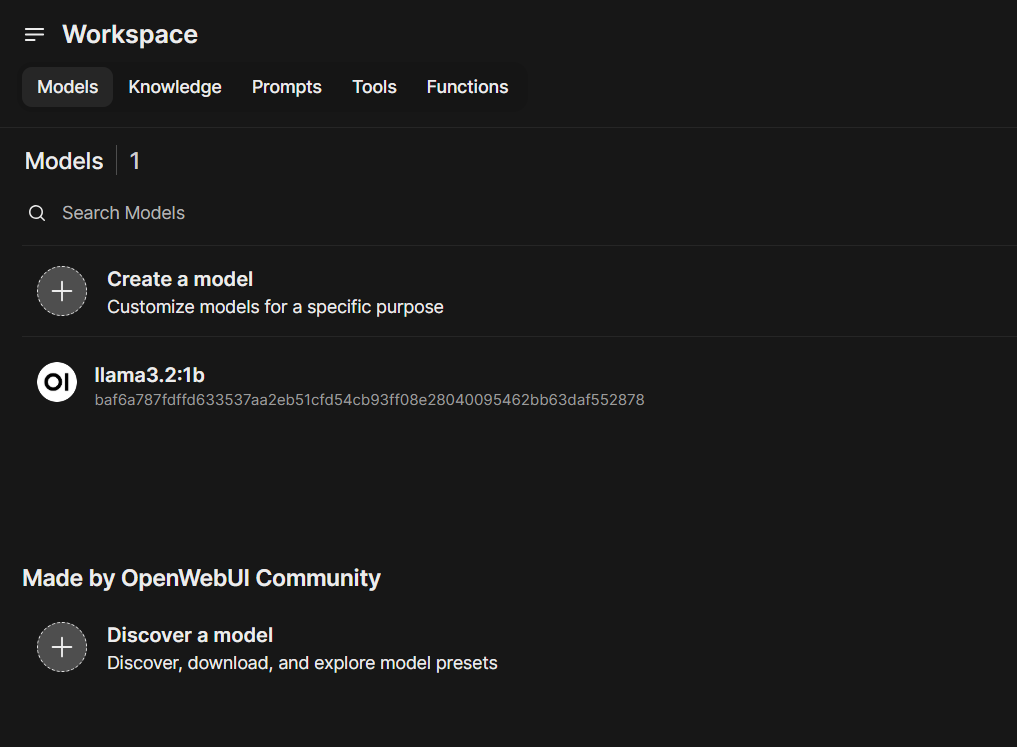 Workspace
Models Knowledge Prompts Tools Functions
Models 1
Search Models
Create a model
Customize models for a specific purpose
OI
llama3.2:1b
baf6a787fdffd633537aa2eb51cfd54cb93ff08e28040095462bb63daf552878
Made by OpenWebUI Community
Discover a model
Discover, download, and explore model presets